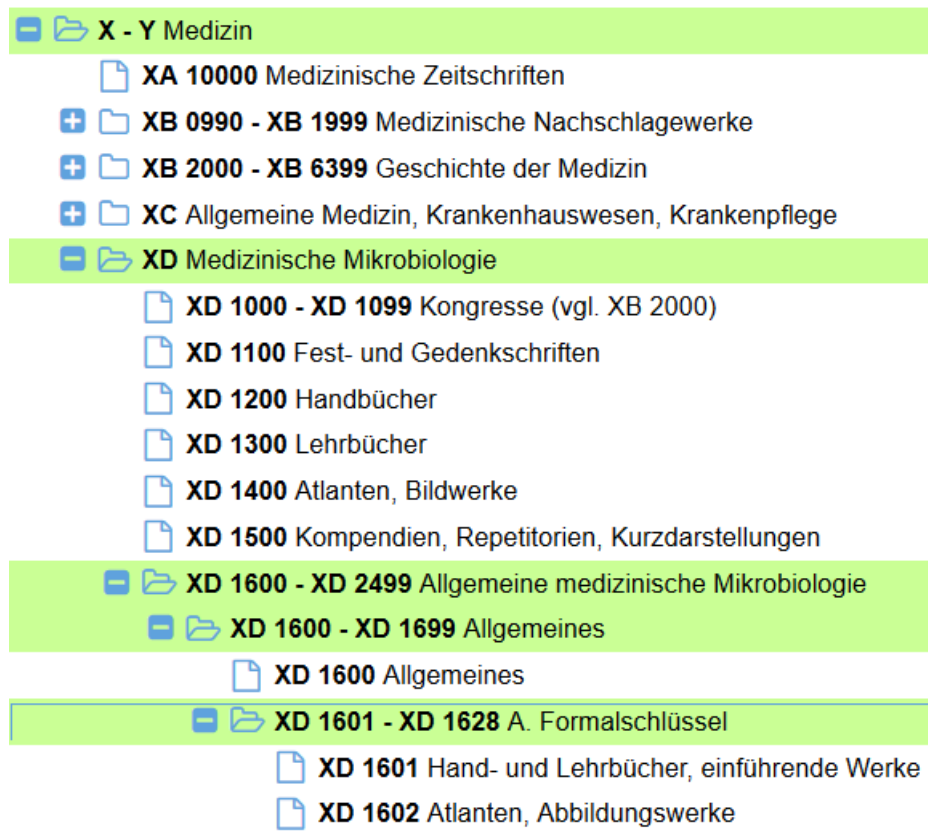 X - Y Medizin
XA 10000 Medizinische Zeitschriften
XB 0990 - XB 1999 Medizinische Nachschlagewerke
XB 2000 - XB 6399 Geschichte der Medizin
XC Allgemeine Medizin, Krankenhauswesen, Krankenpflege
XD Medizinische Mikrobiologie
XD 1000 - XD 1099 Kongresse (vgl. XB 2000)
XD 1100 Fest- und Gedenkschriften
XD 1200 Handbücher
XD 1300 Lehrbücher
XD 1400 Atlanten, Bildwerke
XD 1500 Kompendien, Repetitorien, Kurzdarstellungen
XD 1600 - XD 2499 Allgemeine medizinische Mikrobiologie
XD 1600 - XD 1699 Allgemeines
XD 1600 Allgemeines
XD 1601 - XD 1628 A. Formalschlüssel
XD 1601 Hand- und Lehrbücher, einführende Werke
XD 1602 Atlanten, Abbildungswerke